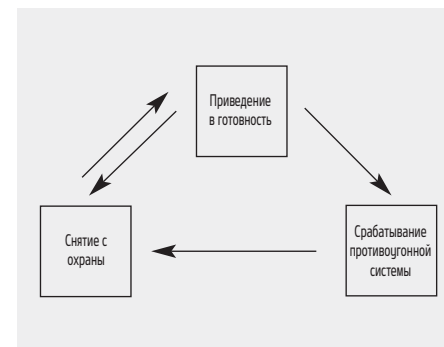 Приведение
в готовность
Снятие с
охраны
Срабатывание
противоугонной
системы